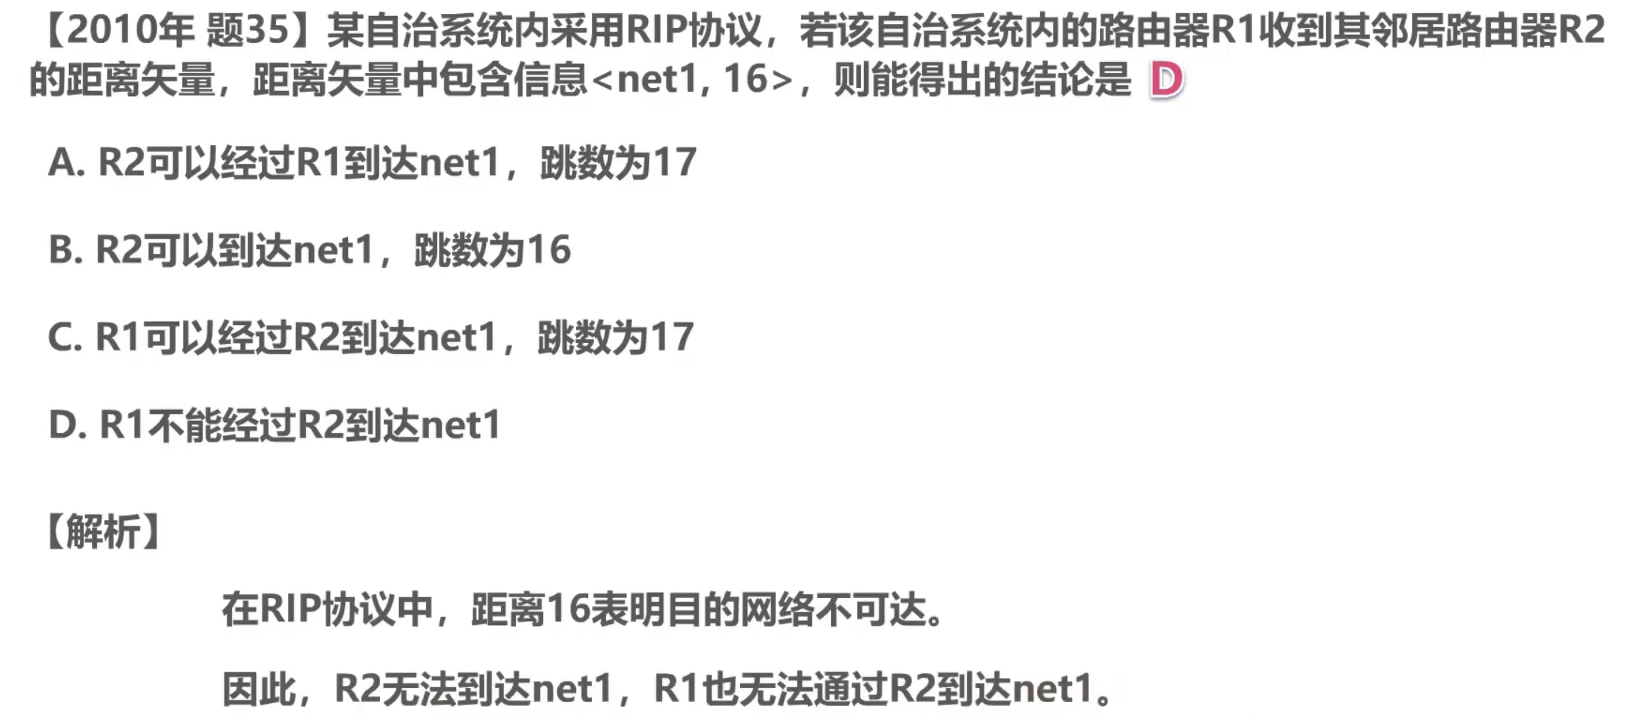 【2010年 题35】某自治系统内采用RIP协议，若该自治系统内的路由器R1收到其邻居路由器R2
的距离矢量，距离矢量中包含信息<net1, 16>，则能得出的结论是 D
A. R2可以经过R1到达net1，跳数为17
B. R2可以到达net1，跳数为16
C. R1可以经过R2到达net1，跳数为17
D. R1不能经过R2到达net1
【解析】
在RIP协议中，距离16表明目的网络不可达。
因此，R2无法到达net1，R1也无法通过R2到达net1。